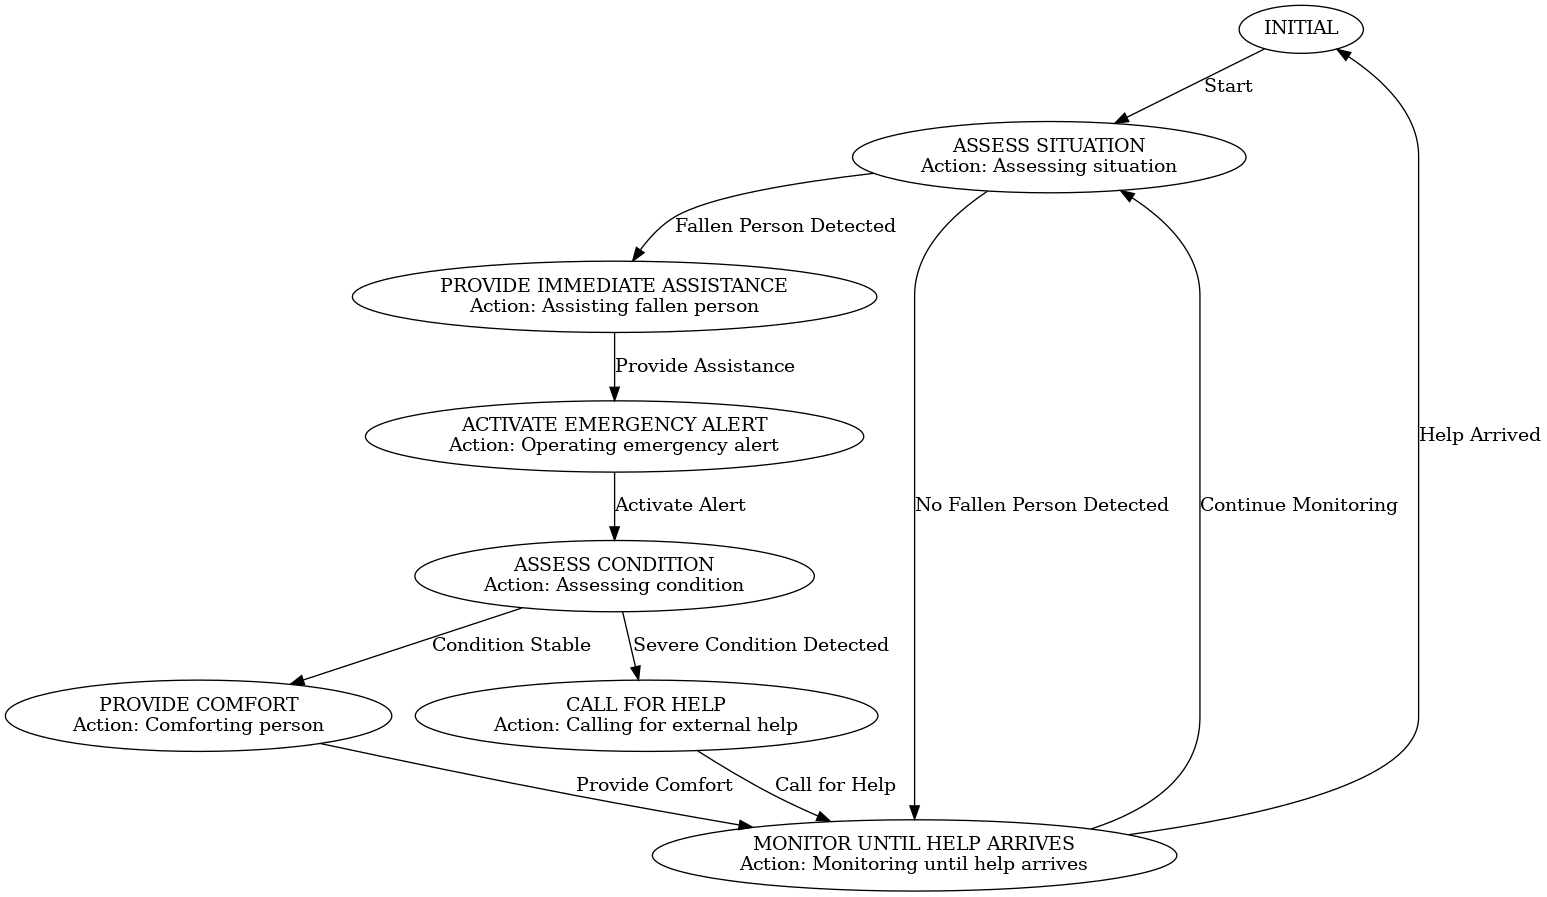 INITIAL
Start
ASSESS SITUATION
Action: Assessing situation
Fallen Person Detected
PROVIDE IMMEDIATE ASSISTANCE
Action: Assisting fallen person
Provide Assistance
ACTIVATE EMERGENCY ALERT
Action: Operating emergency alert
Help Arrived
Activate Alert
No Fallen Person Detected
Continue Monitoring
ASSESS CONDITION
Action: Assessing condition
Condition Stable
Severe Condition Detected
PROVIDE COMFORT
Action: Comforting person
CALL FOR HELP
Action: Calling for external help
Provide Comfort
Call for Help
MONITOR UNTIL HELP ARRIVES
Action: Monitoring until help arrives